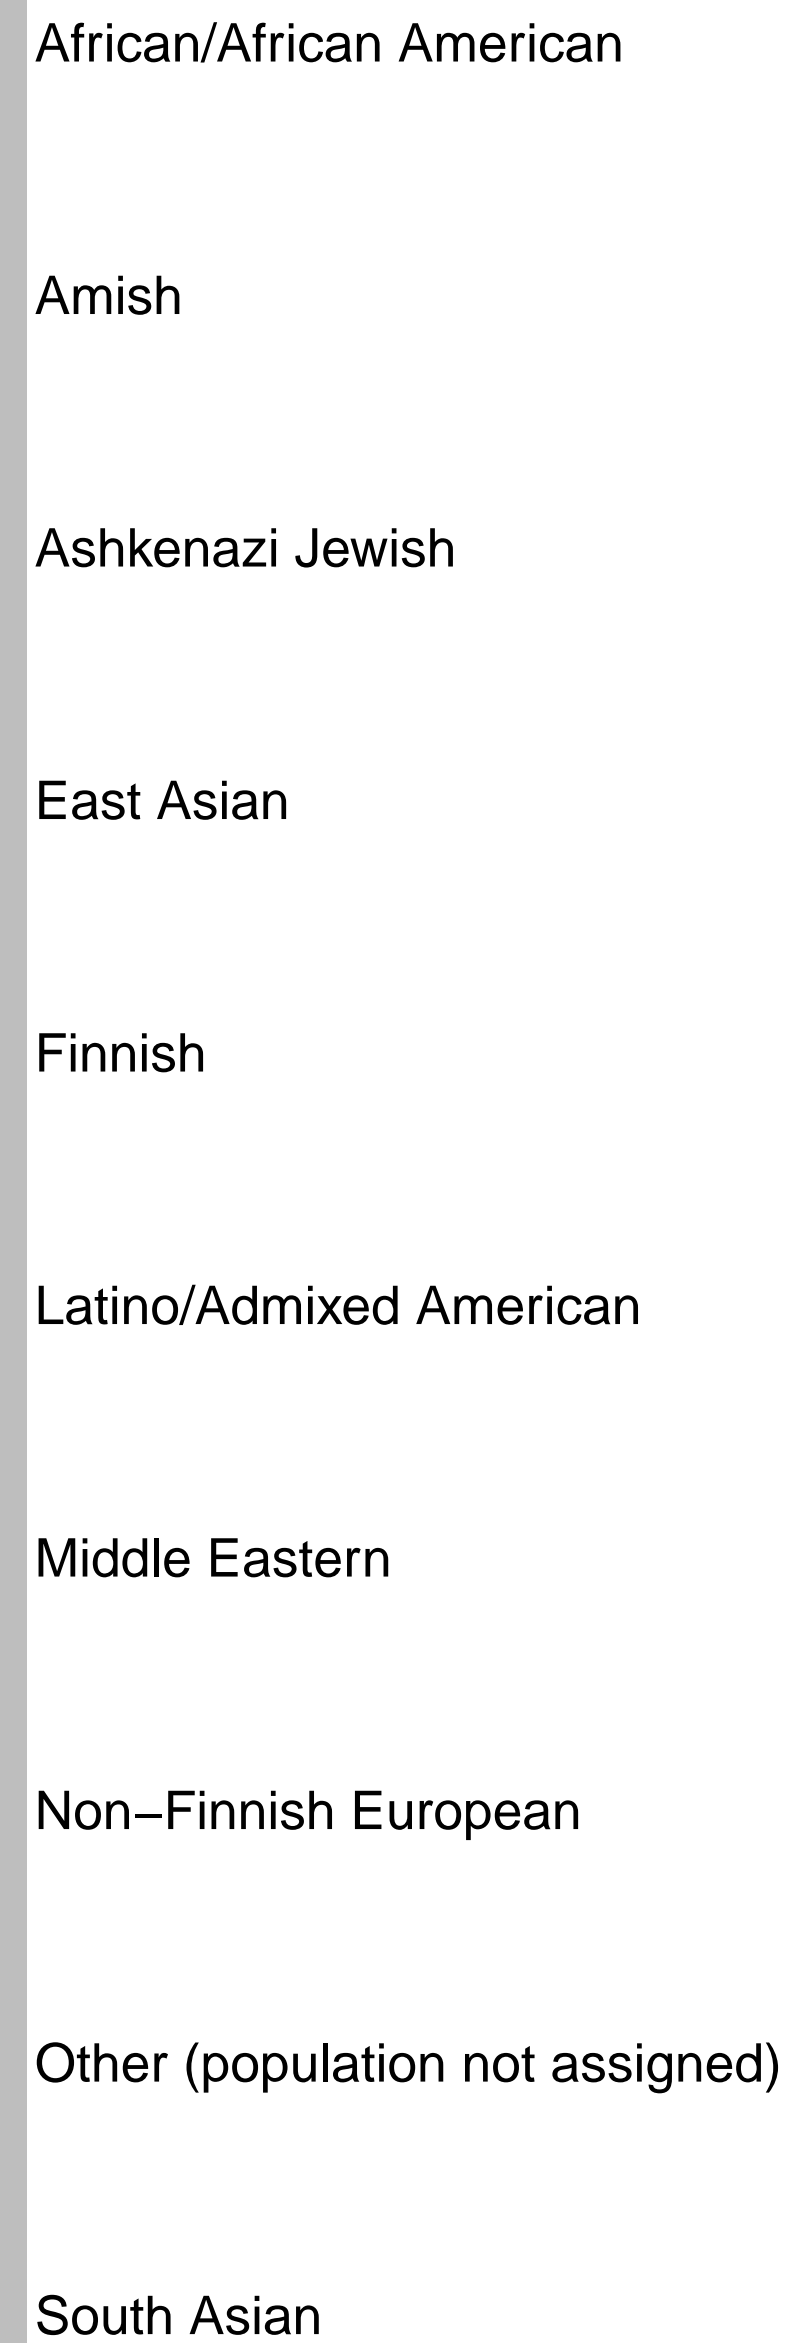 African/African American
Amish
Ashkenazi Jewish
East Asian
Finnish
Latino/Admixed American
Middle Eastern
Non−Finnish European
Other (population not assigned)
South Asian